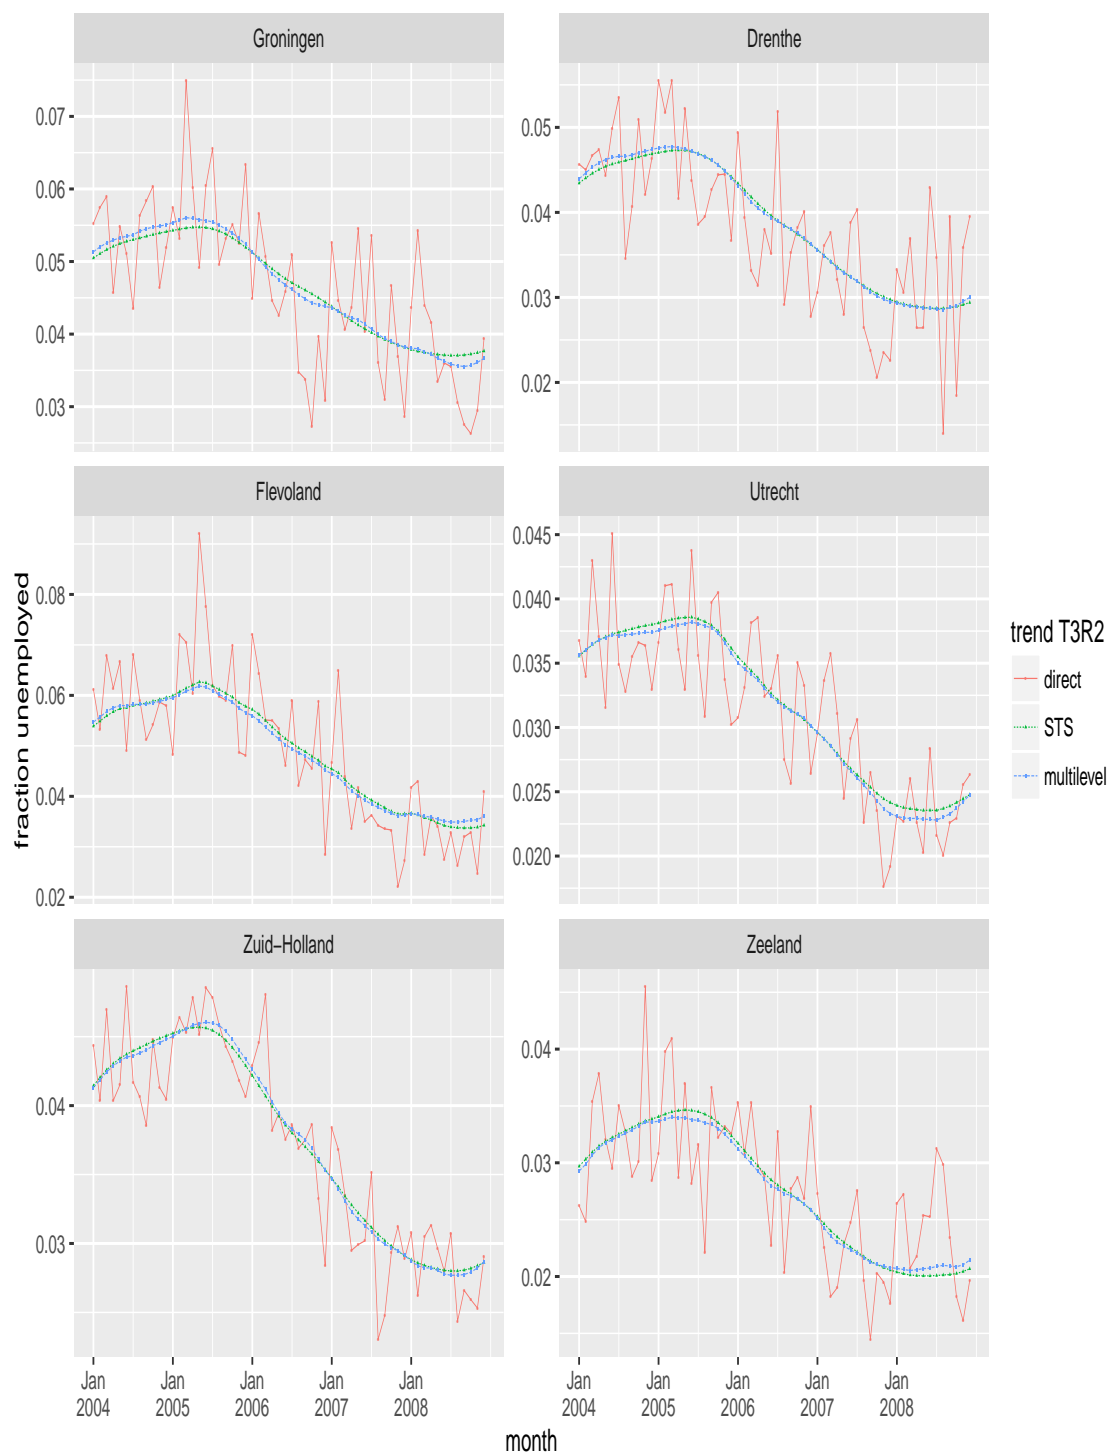 Groningen
Drenthe
0.07
0.06
0.05
0.04
0.03
0.05
0.04
0.03
0.02
Flevoland
Utrecht
0.08
0.06
0.04
0.02
0.045
0.040
0.035
0.030
0.025
0.020
fraction unemployed
trend T3R2
direct
STS
multilevel
Zuid−Holland
Zeeland
0.04
0.03
0.04
0.03
0.02
Jan
2004
Jan
2005
Jan
2006
Jan
2007
Jan
2008
Jan
2004
Jan
2005
Jan
2006
Jan
2007
Jan
2008
month